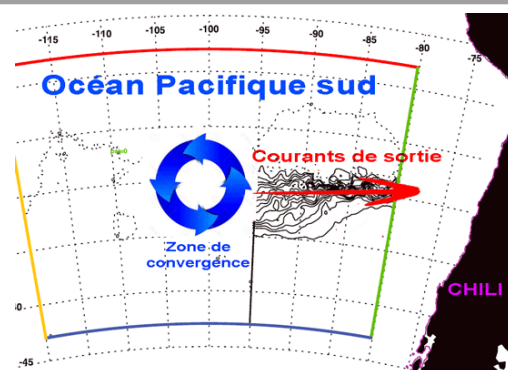 -115 -110 -105 -100 -95 -90 -85 -80 -75
Océan Pacifique sud
Courants de sortie
Zone de
convergence
CHILI
-45